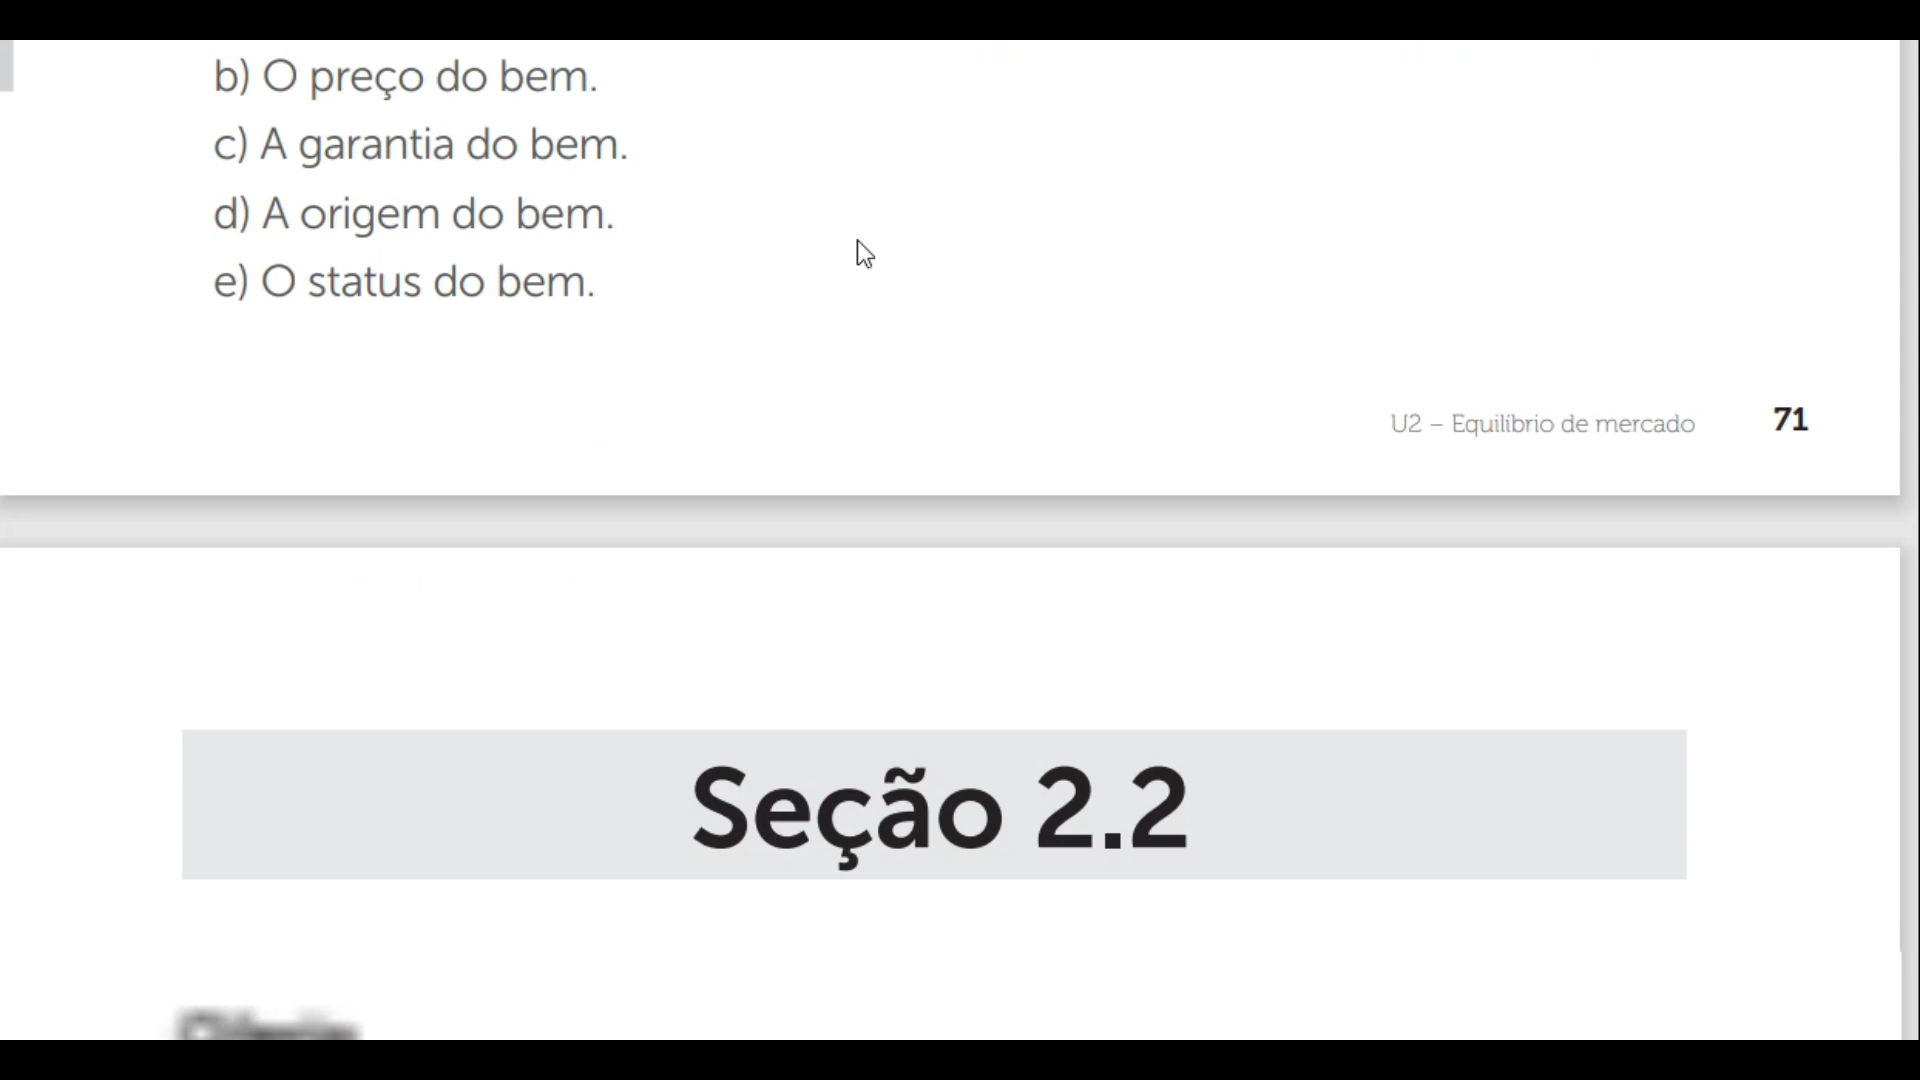 b) O preço do bem.
c) A garantia do bem.
d) A origem do bem.
e) O status do bem.
U2 – Equilíbrio de mercado 71
Seção 2.2